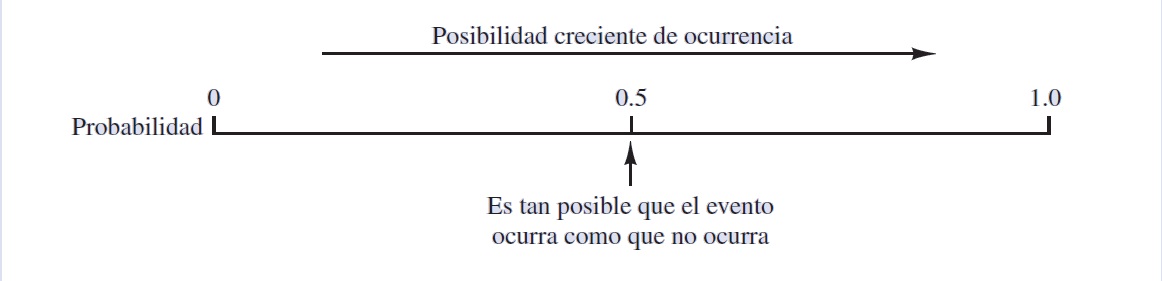 Posibilidad creciente de ocurrencia
0 0.5 1.0
Probabilidad
Es tan posible que el evento
ocurra como que no ocurra